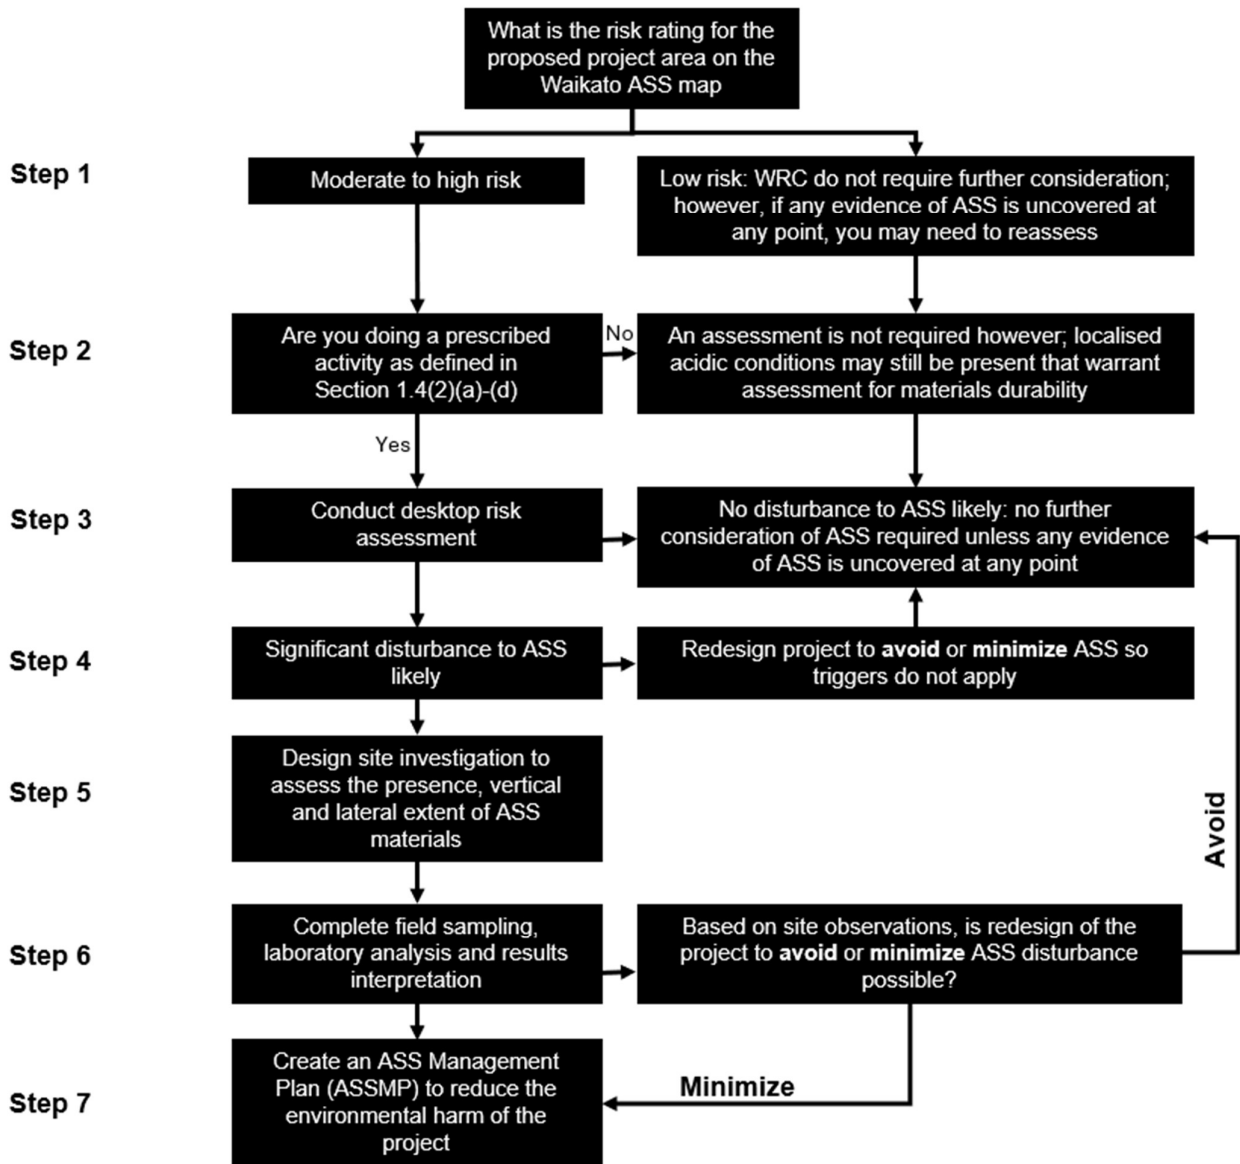 What is the risk rating for the
proposed project area on the
Waikato ASS map
Step 1
Moderate to high risk
Low risk: WRC do not require further consideration;
however, if any evidence of ASS is uncovered at
any point, you may need to reassess
Step 2
Are you doing a prescribed
activity as defined in
Section 1.4(2)(a)-(d)
No
An assessment is not required however; localised
acidic conditions may still be present that warrant
assessment for materials durability
Yes
Step 3
Conduct desktop risk
assessment
No disturbance to ASS likely: no further
consideration of ASS required unless any evidence
of ASS is uncovered at any point
Step 4
Significant disturbance to ASS
likely
Redesign project to avoid or minimize ASS so
triggers do not apply
Step 5
Design site investigation to
assess the presence, vertical
and lateral extent of ASS
materials
Avoid
Step 6
Complete field sampling,
laboratory analysis and results
interpretation
Based on site observations, is redesign of the
project to avoid or minimize ASS disturbance
possible?
Step 7
Create an ASS Management
Plan (ASSMP) to reduce the
environmental harm of the
project
Minimize